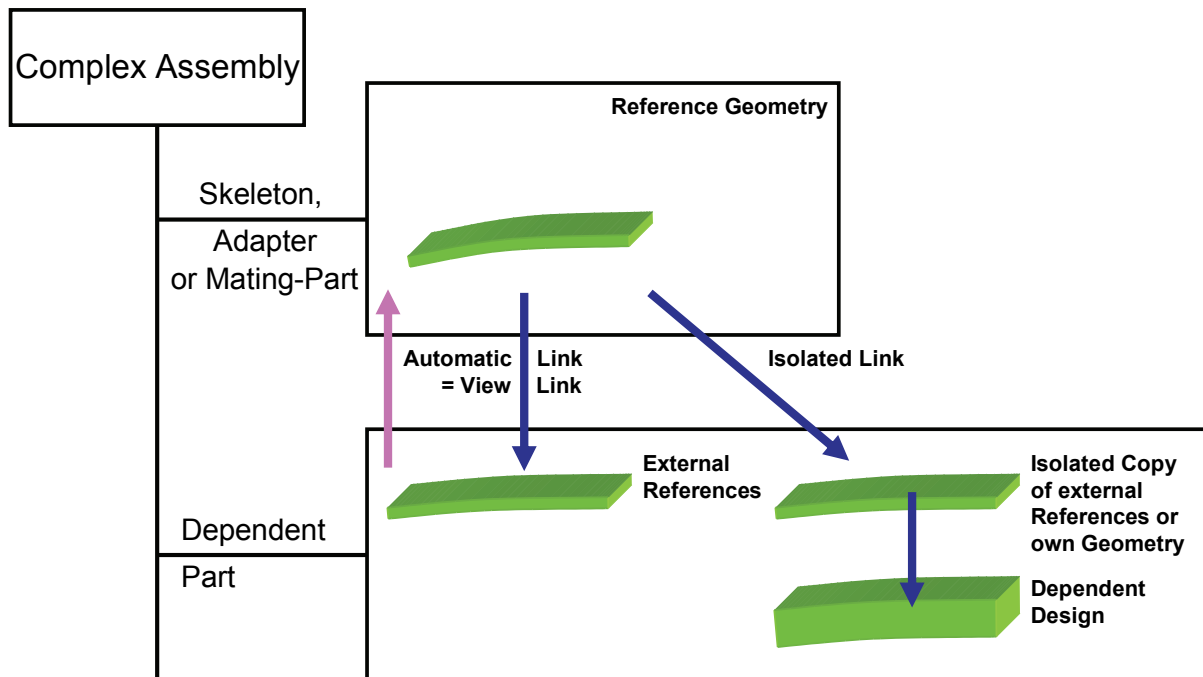 Complex Assembly
Reference Geometry
Skeleton,
Adapter
or Mating-Part
Automatic Link
= View Link
Isolated Link
External
References
Isolated Copy
of external
References or
own Geometry
Dependent
Part
Dependent
Design